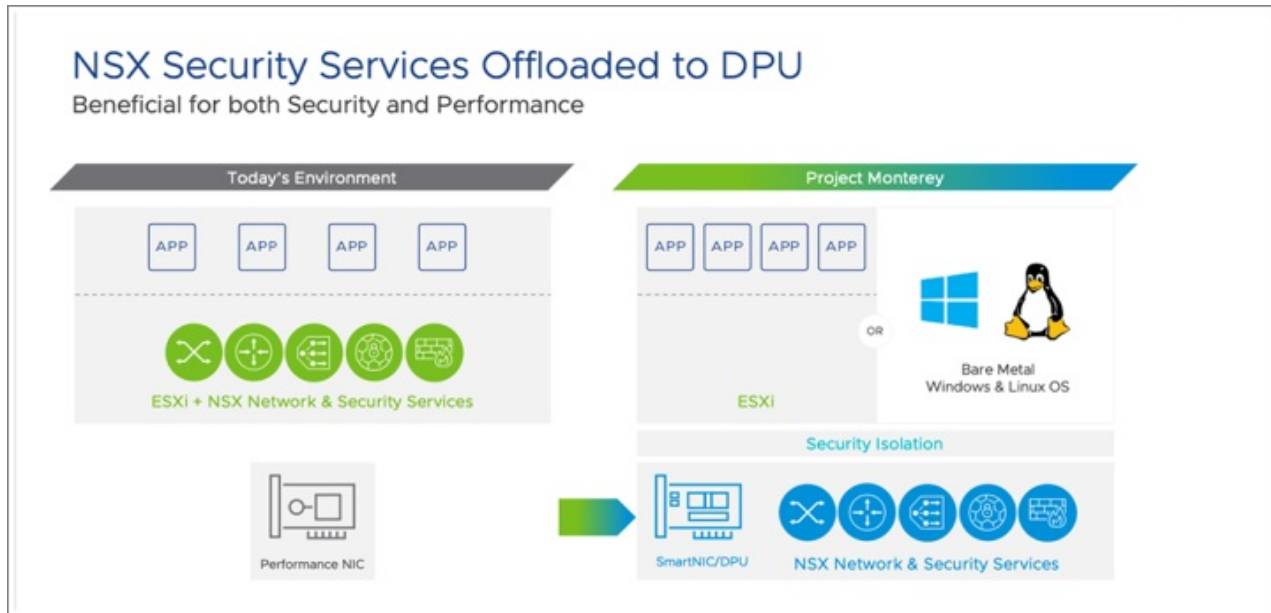 NSX Security Services Offloaded to DPU
Beneficial for both Security and Performance
Today's Environment
APP APP APP APP
ESXi + NSX Network & Security Services
Performance NIC
Project Monterey
APP APP APP APP
ESXi
OR
Bare Metal
Windows & Linux OS
Security Isolation
SmartNIC/DPU
NSX Network & Security Services